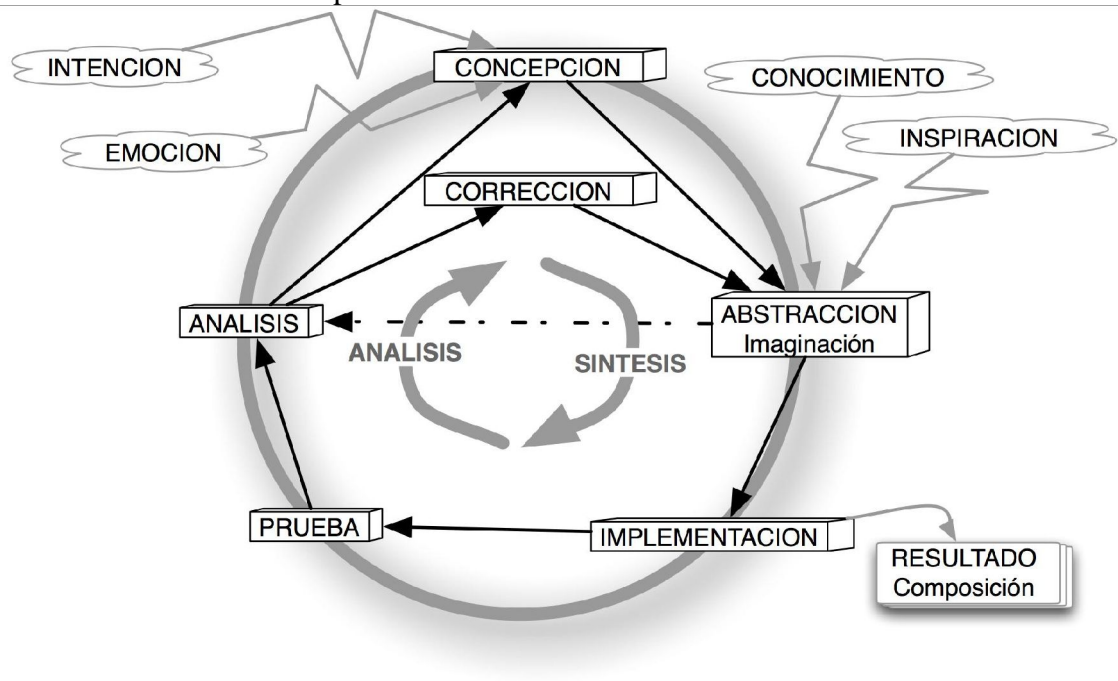 INTENCION
CONCEPCION
CONOCIMIENTO
EMOCION
INSPIRACION
CORRECCION
ANALISIS
ABSTRACCION
Imaginación
ANALISIS
SINTESIS
PRUEBA
IMPLEMENTACION
RESULTADO
Composición